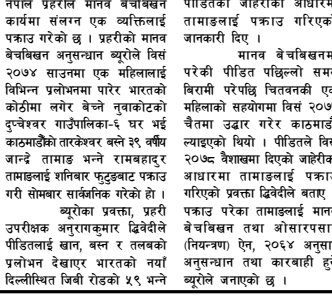 नेपाल प्रहरीले मानव बेचबिखन
कार्यमा संलग्न एक व्यक्तिलाई
पक्राउ गरेको छ । प्रहरीको मानव
बेचबिखन अनुसन्धान ब्यूरोले विसं
२०७४ साउनमा एक महिलालाई
विभिन्न प्रलोभनमा पारेर भारतको
कोठीमा लगेर बेच्ने नुवाकोटको
दुप्चेश्वर गाउँपालिका–६ घर भई
काठमाडौंको तारकेश्वर बस्ने ३९ वर्षीय
जान्द्रे तामाङ भन्ने रामबहादुर
तामाङलाई शनिबार फुटुङबाट पक्राउ
गरी सोमबार सार्वजनिक गरेको हो ।
ब्यूरोका प्रवक्ता, प्रहरी
उपरीक्षक अनुरागकुमार द्विवेदीले
पीडितलाई खान, बस्न र तलबको
प्रलोभन देखाएर भारतको नयाँ
दिल्लीस्थित जिबी रोडको ५९ भन्ने
पीडितको जाहेरीको आधारमा
तामाङलाई पक्राउ गरिएको
जानकारी दिए ।
मानव बेचबिखनमा
परेकी पीडित पछिल्लो समय
बिरामी परेपछि चितवनकी एक
महिलाको सहयोगमा विसं २०७
चैतमा उद्धार गरेर काठमाडौं
ल्याइएको थियो । पीडितले विसं
२०७८ वैशाखमा दिएको जाहेरीको
आधारमा तामाङलाई पक्राउ
गरिएको प्रवक्ता द्विवेदीले बताए ।
पक्राउ परेका तामाङलाई मानव
बेचबिखन तथा ओसारपसार
(नियन्त्रण) ऐन, २०६४ अनुसार
अनुसन्धान तथा कारबाही हुने
ब्यूरोले जनाएको छ ।